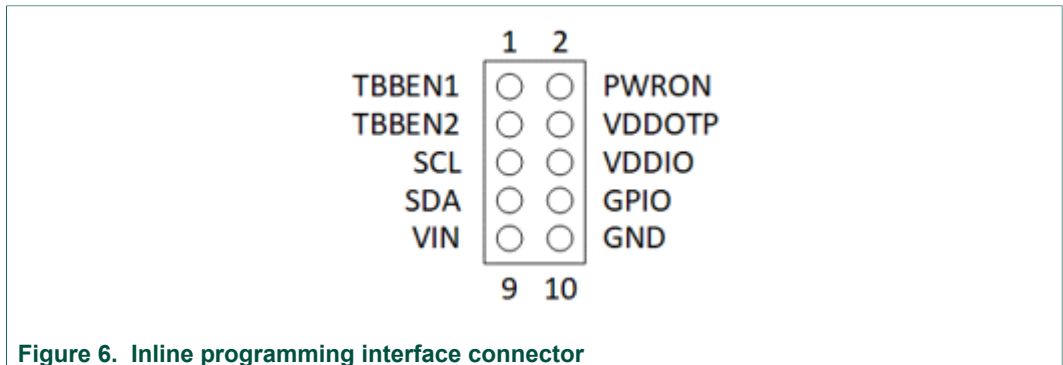 1 2
TBBEN1 PWRON
TBBEN2 VDDOTP
SCL VDDIO
SDA GPIO
VIN GND
9 10
Figure 6. Inline programming interface connector